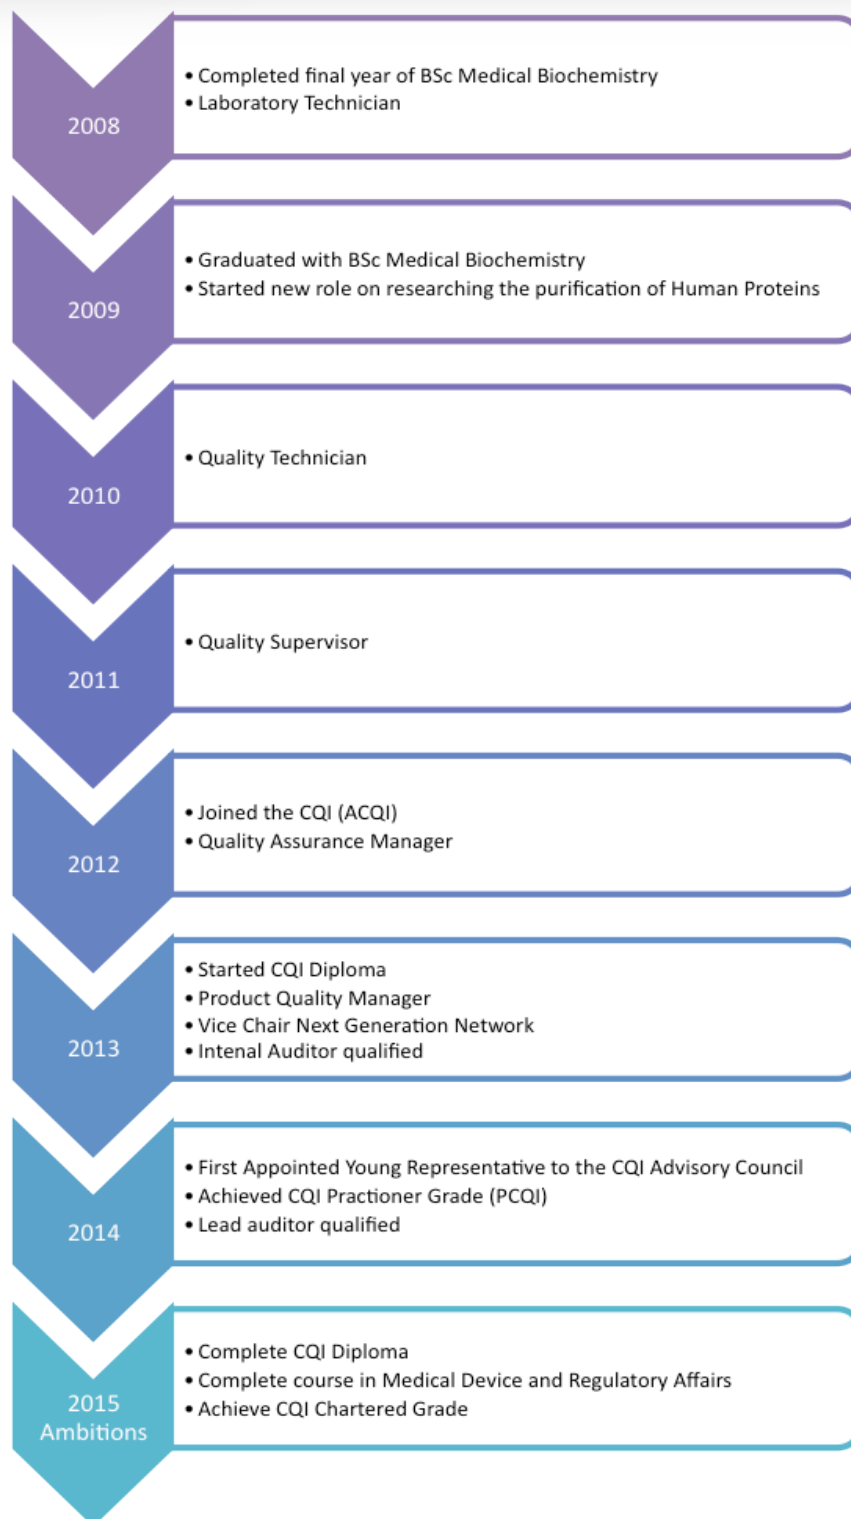 2008
• Completed final year of BSc Medical Biochemistry
• Laboratory Technician
2009
• Graduated with BSc Medical Biochemistry
• Started new role on researching the purification of Human Proteins
2010
• Quality Technician
2011
• Quality Supervisor
2012
• Joined the CQI (ACQI)
• Quality Assurance Manager
2013
• Started CQI Diploma
• Product Quality Manager
• Vice Chair Next Generation Network
• Intenal Auditor qualified
2014
• First Appointed Young Representative to the CQI Advisory Council
• Achieved CQI Practioner Grade (PCQI)
• Lead auditor qualified
2015
Ambitions
• Complete CQI Diploma
• Complete course in Medical Device and Regulatory Affairs
• Achieve CQI Chartered Grade